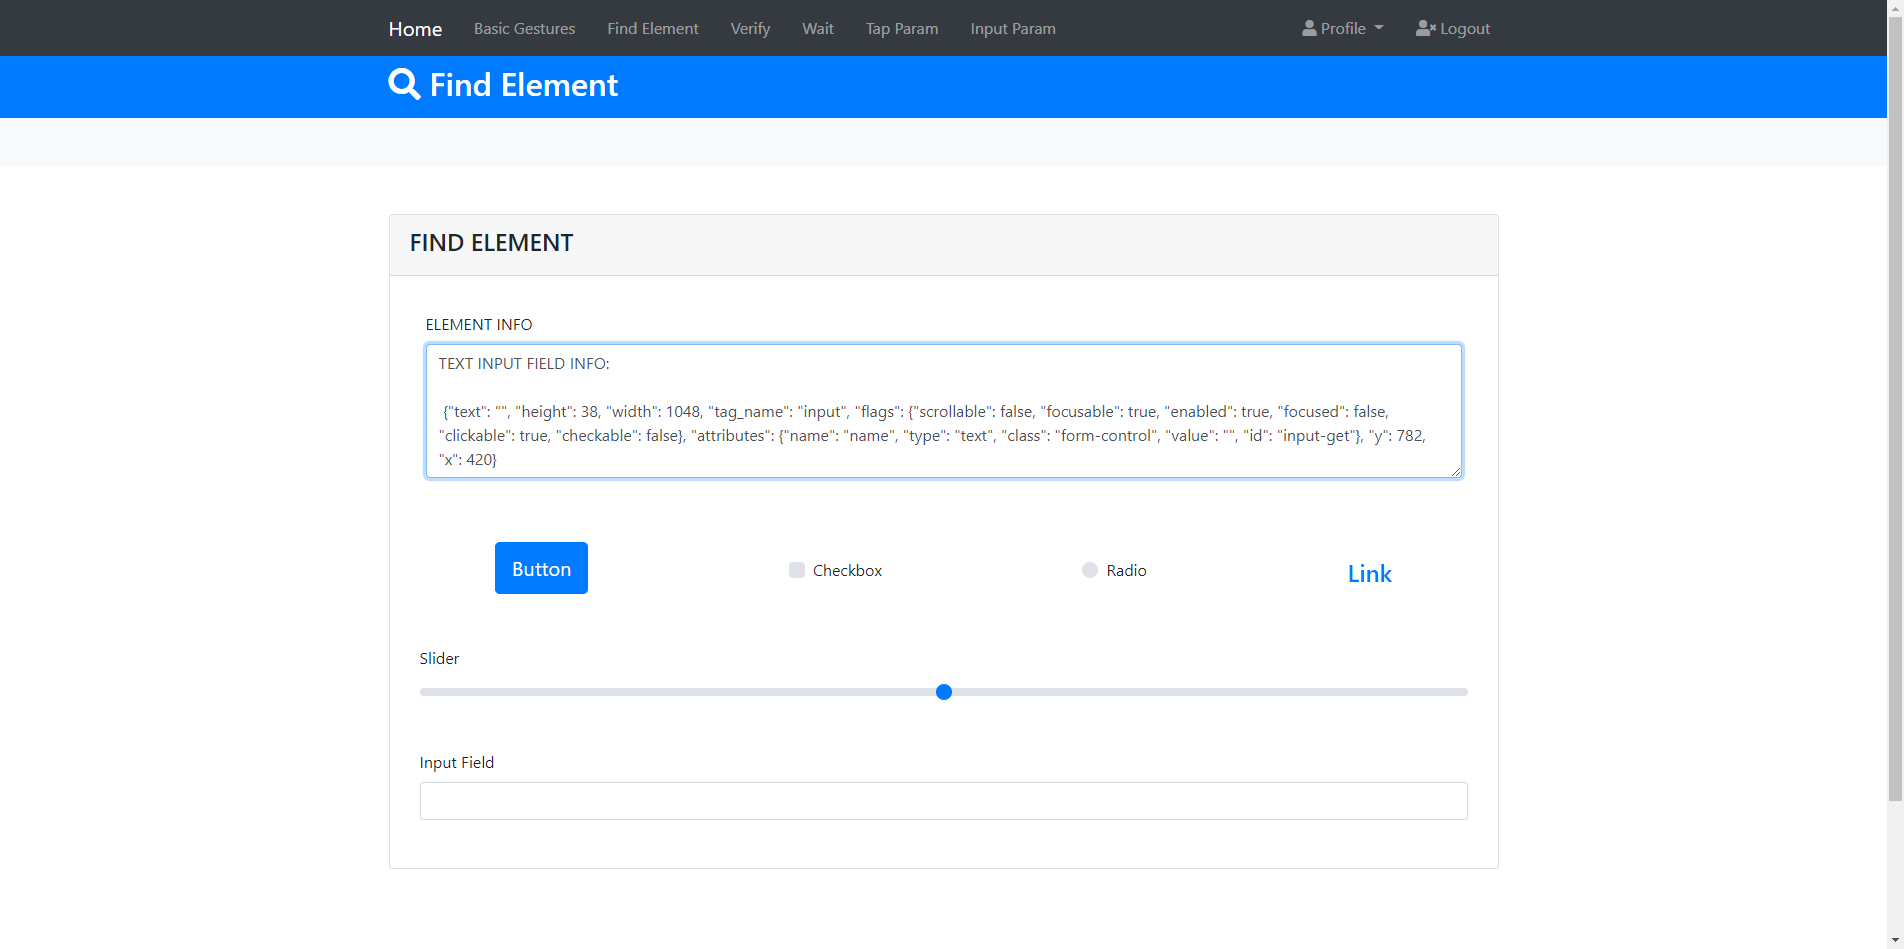 Home Basic Gestures Find Element Verify Wait Tap Param Input Param Profile Logout
Find Element
FIND ELEMENT
ELEMENT INFO
TEXT INPUT FIELD INFO:
{"text": "", "height": 38, "width": 1048, "tag_name": "input", "flags": {"scrollable": false, "focusable": true, "enabled": true, "focused": false,
"clickable": true, "checkable": false}, "attributes": {"name": "name", "type": "text", "class": "form-control", "value": "", "id": "input-get"}, "y": 782,
"x": 420}
Button Checkbox Radio Link
Slider
Input Field